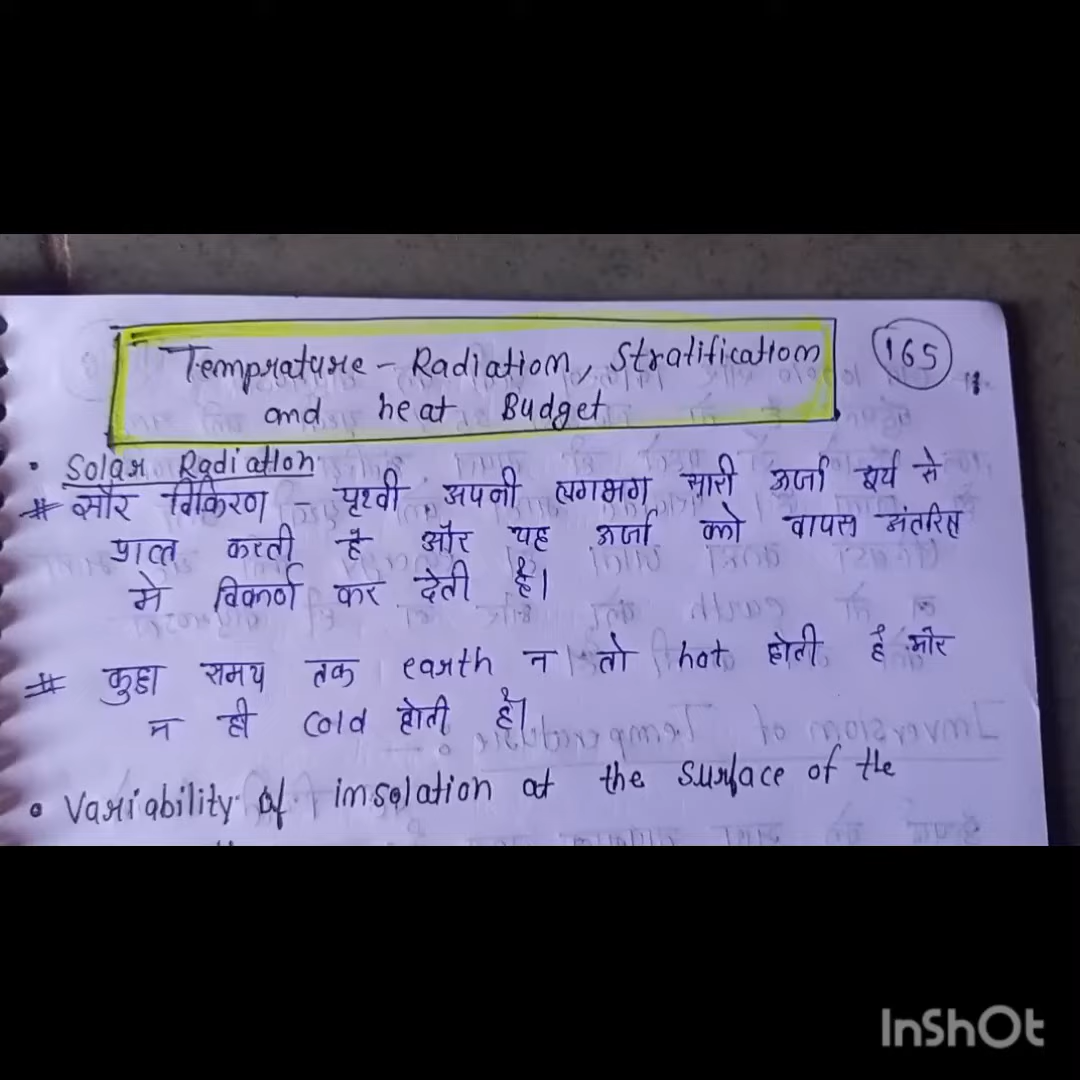 Temprature - Radiation, Stratification
and heat Budget
165
• Solar Radiation
# सौर विकिरण - पृथ्वी अपनी लगभग सारी ऊर्जा सूर्य से
प्राप्त करती है और यह ऊर्जा को वापस अंतरिक्ष
मे विकर्ण कर देती है।
# कुछ समय तक earth न तो hot होती है और
न ही cold होती है।
• Variability of insolation at the surface of the
InShOt